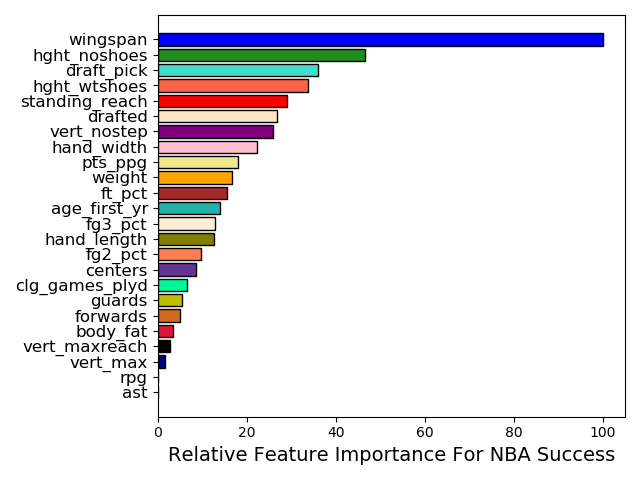 wingspan
hght_noshoes
draft_pick
hght_wtshoes
standing_reach
drafted
vert_nostep
hand_width
pts_ppg
weight
ft_pct
age_first_yr
fg3_pct
hand_length
fg2_pct
centers
clg_games_plyd
guards
forwards
body_fat
vert_maxreach
vert_max
rpg
ast
0 20 40 60 80 100
Relative Feature Importance For NBA Success